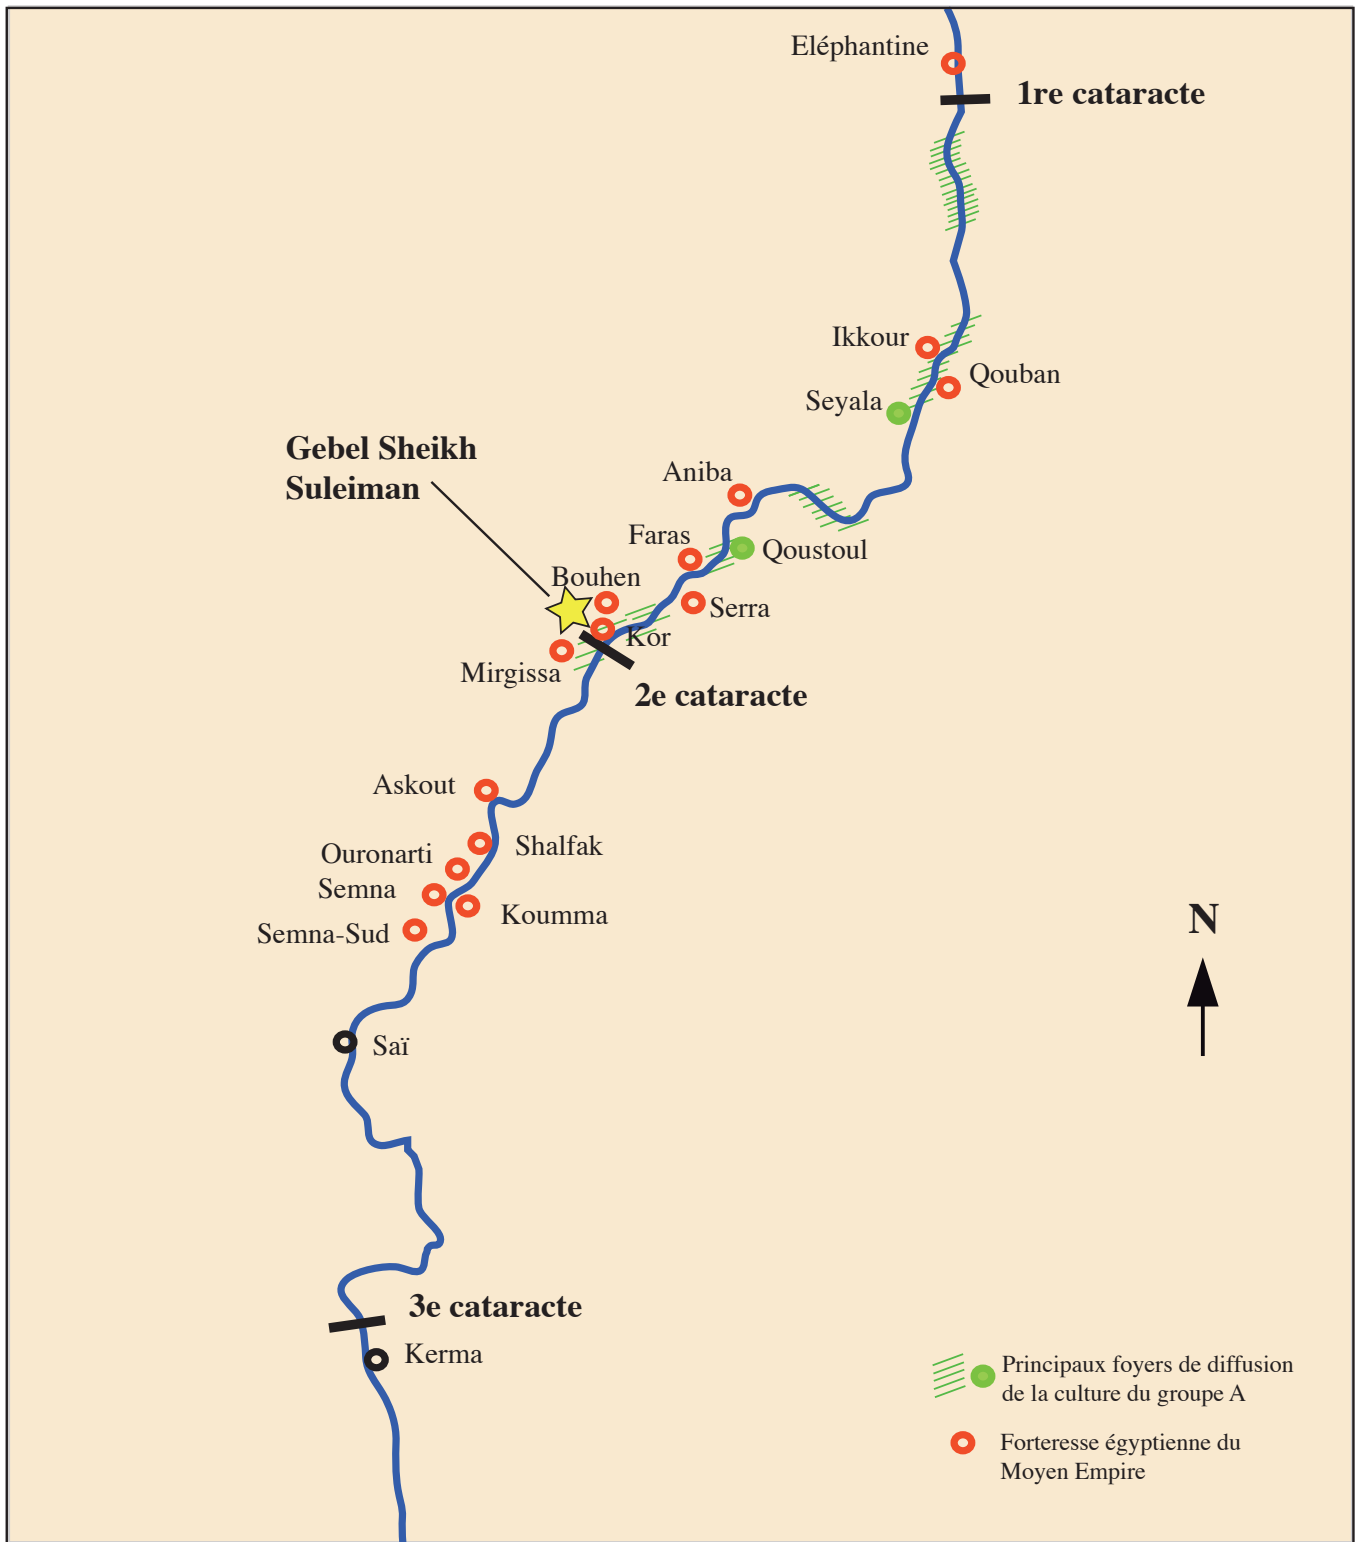 Eléphantine
1re cataracte
Ikkour
Qouban
Seyala
Gebel Sheikh
Suleiman
Aniba
Faras
Qoustoul
Bouhen
Serra
Kor
Mirgissa
2e cataracte
Askout
Shalfak
Ouronarti
Semna
Koumma
Semna-Sud
N
Saï
3e cataracte
Kerma
Principaux foyers de diffusion
de la culture du groupe A
Forteresse égyptienne du
Moyen Empire